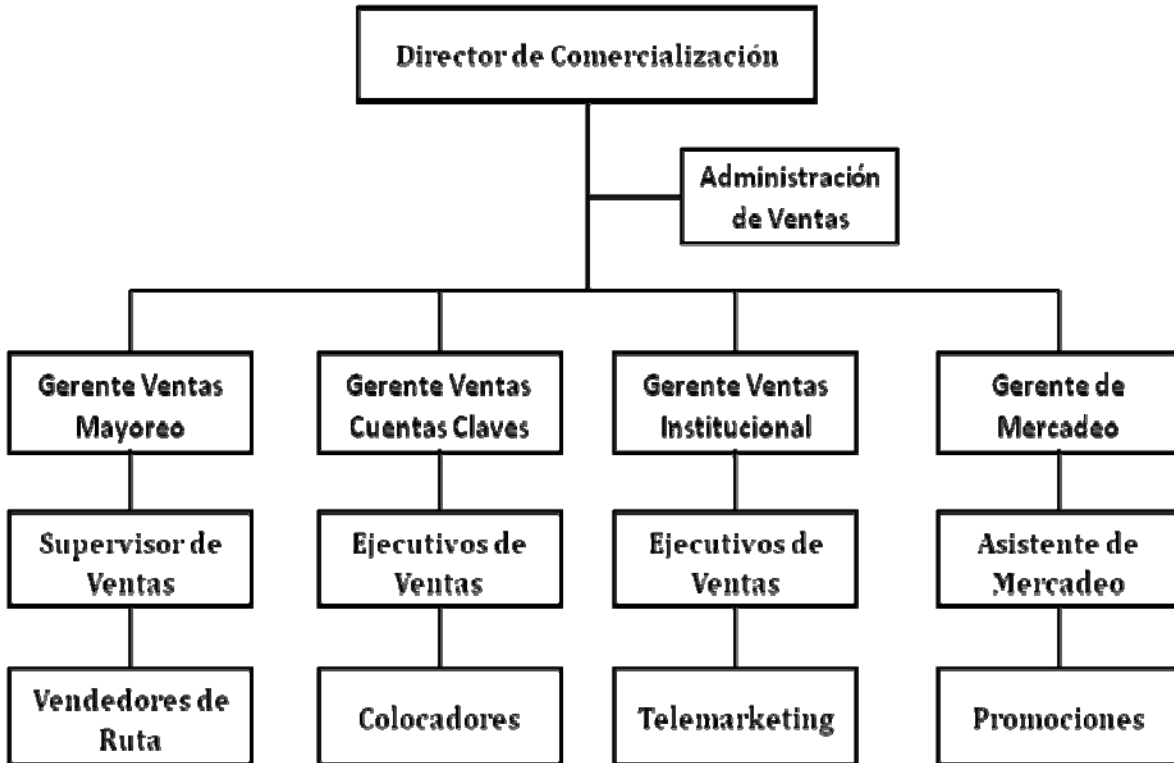 Director de Comercialización
Administración
de Ventas
Gerente Ventas
Mayoreo
Gerente Ventas
Cuentas Claves
Gerente Ventas
Institucional
Gerente de
Mercadeo
Supervisor de
Ventas
Ejecutivos de
Ventas
Ejecutivos de
Ventas
Asistente de
Mercadeo
Vendedores de
Ruta
Colocadores
Telemarketing
Promociones